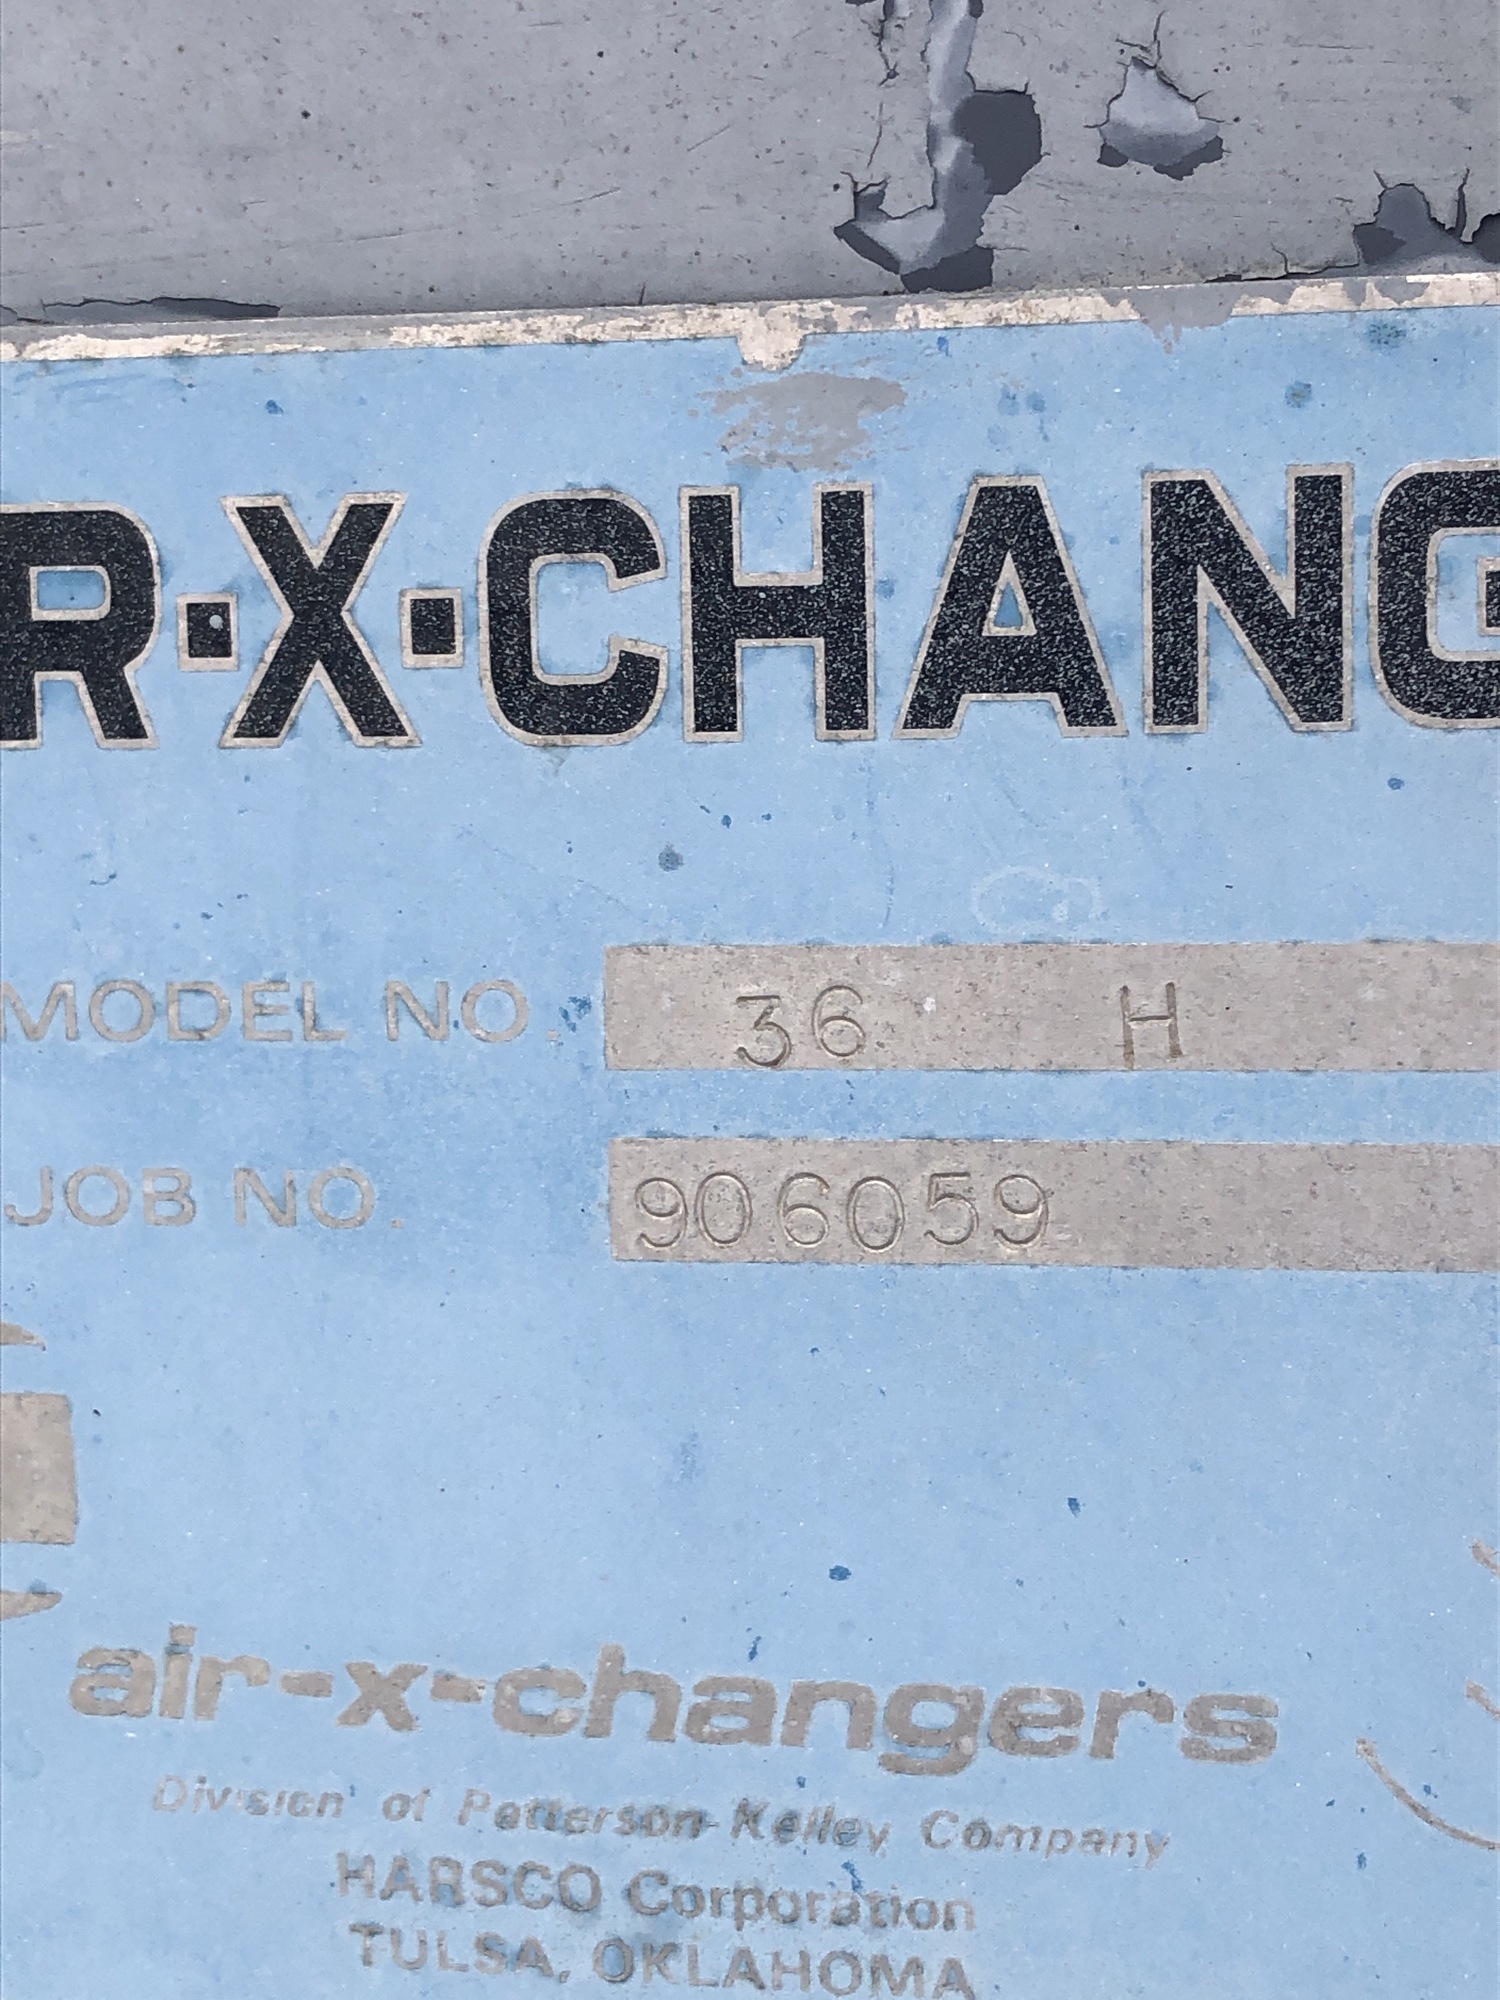 R·X·CHANG
MODEL NO. 36 H
JOB NO. 906059
air-x-changers
Division of Patterson-Kelley Company
HARSCO Corporation
TULSA, OKLAHOMA